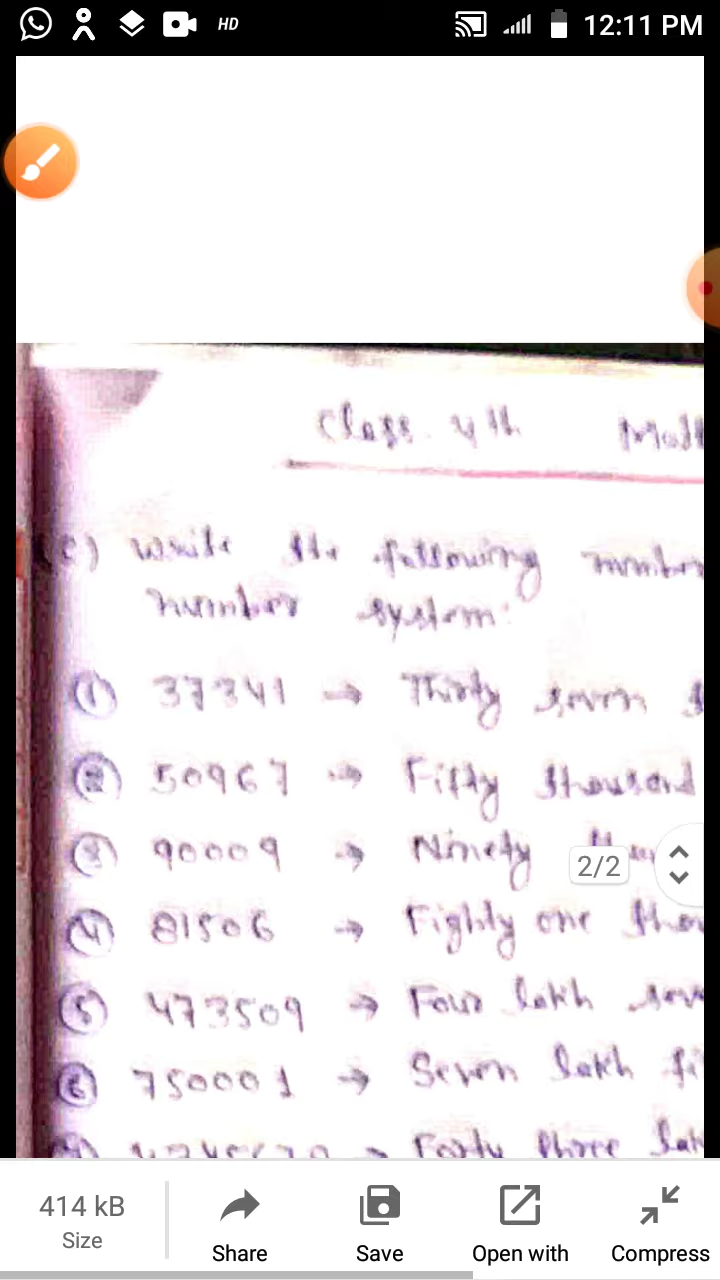 HD 12:11 PM
Class 4th
(C) Write the following
number system:
① 37341 → Thirty seven
② 50967 → Fifty thousand
③ 90009 → Ninety
2/2
④ 81506 → Eighty one
⑤ 473509 → Four lakh
⑥ 750001 → Seven lakh
Forty three
414 kB
Size
Share Save Open with Compress